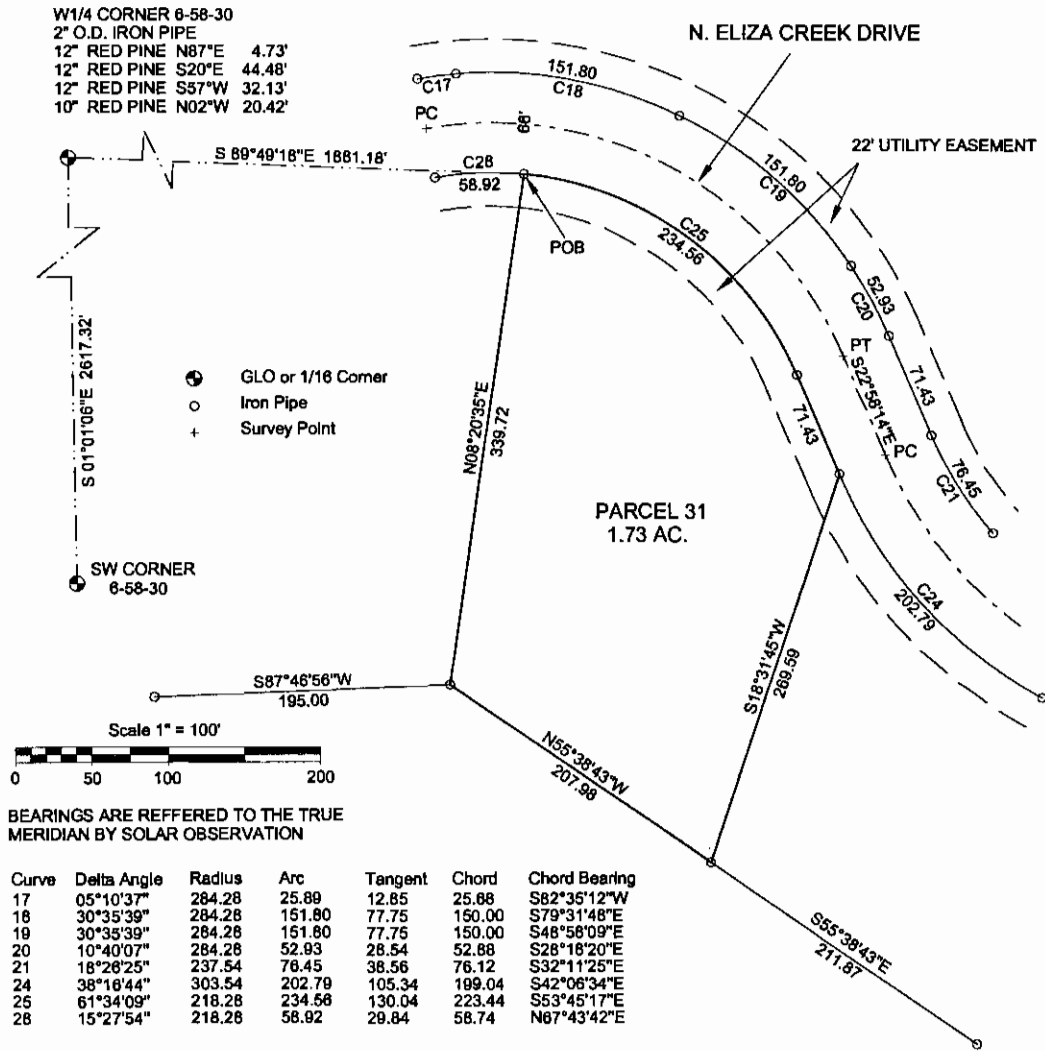 W1/4 CORNER 6-58-30
2" O.D. IRON PIPE
12" RED PINE N87°E 4.73'
12" RED PINE S20°E 44.48'
12" RED PINE S57°W 32.13'
10" RED PINE N02°W 20.42'
N. ELIZA CREEK DRIVE
151.80
C17
C18
PC
66'
S 89°49'18"E 1881.18'
C28
58.92
22' UTILITY EASEMENT
151.80
C19
POB
C25
234.56
52.93
C20
PT
S22°58'14"E
71.43
71.43
PC
76.45
C21
S 01°01'06"E 2617.32'
GLO or 1/16 Corner
Iron Pipe
Survey Point
N08°20'35"E
339.72
PARCEL 31
1.73 AC.
SW CORNER
6-58-30
C24
202.79
S18°31'45"W
269.59
S87°46'56"W
195.00
Scale 1" = 100'
0 50 100 200
N55°38'43"W
207.98
BEARINGS ARE REFFERED TO THE TRUE
MERIDIAN BY SOLAR OBSERVATION
S55°38'43"E
211.87
Curve Delta Angle Radius Arc Tangent Chord Chord Bearing
17 05°10'37" 284.28 25.89 12.85 25.68 S82°35'12"W
18 30°35'39" 284.28 151.80 77.75 150.00 S79°31'48"E
19 30°35'39" 284.28 151.80 77.75 150.00 S48°58'09"E
20 10°40'07" 284.28 52.93 28.54 52.88 S28°18'20"E
21 18°26'25" 237.54 76.45 38.56 76.12 S32°11'25"E
24 38°16'44" 303.54 202.79 105.34 199.04 S42°06'34"E
25 61°34'09" 218.28 234.56 130.04 223.44 S53°45'17"E
28 15°27'54" 218.28 58.92 29.84 58.74 N87°43'42"E